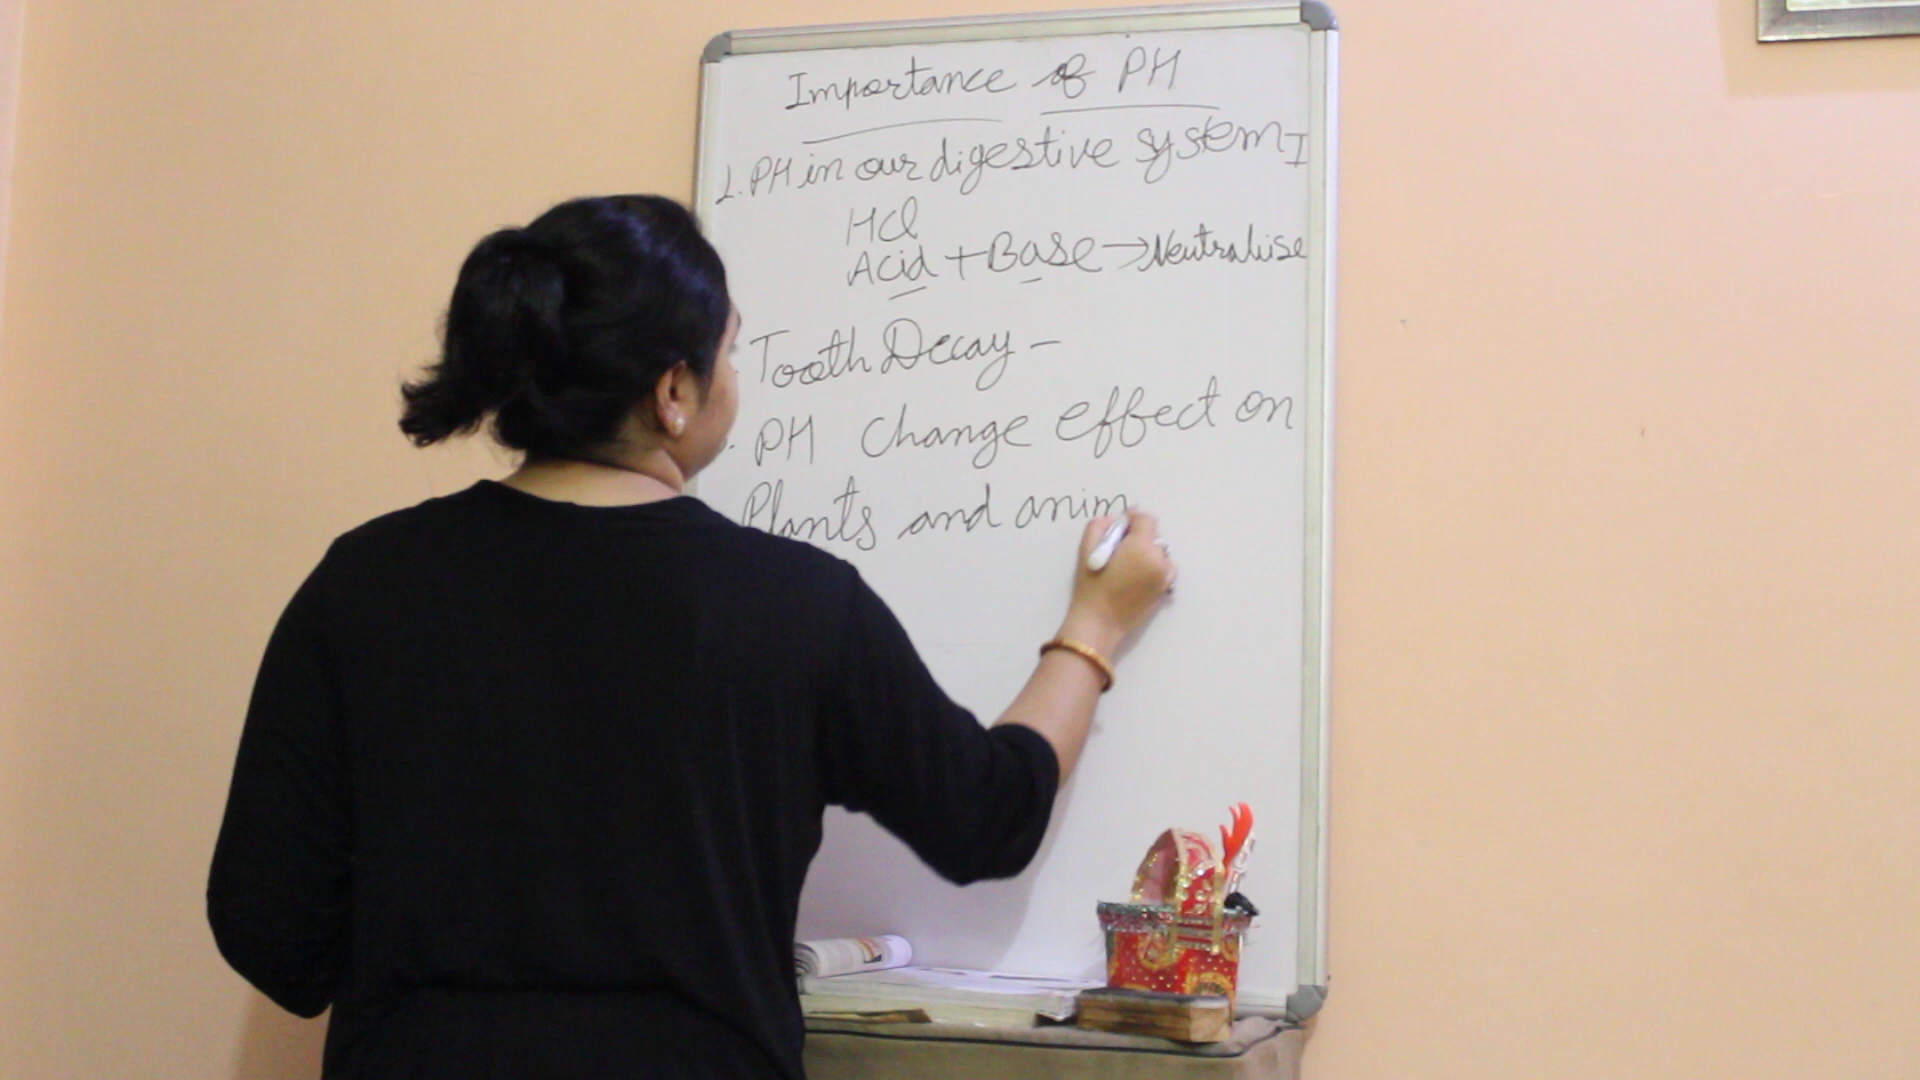 Importance of PH
1. PH in our digestive system I
HCl
Acid + Base → Neutralise
Tooth Decay -
. PH Change effect on
Plants and anim